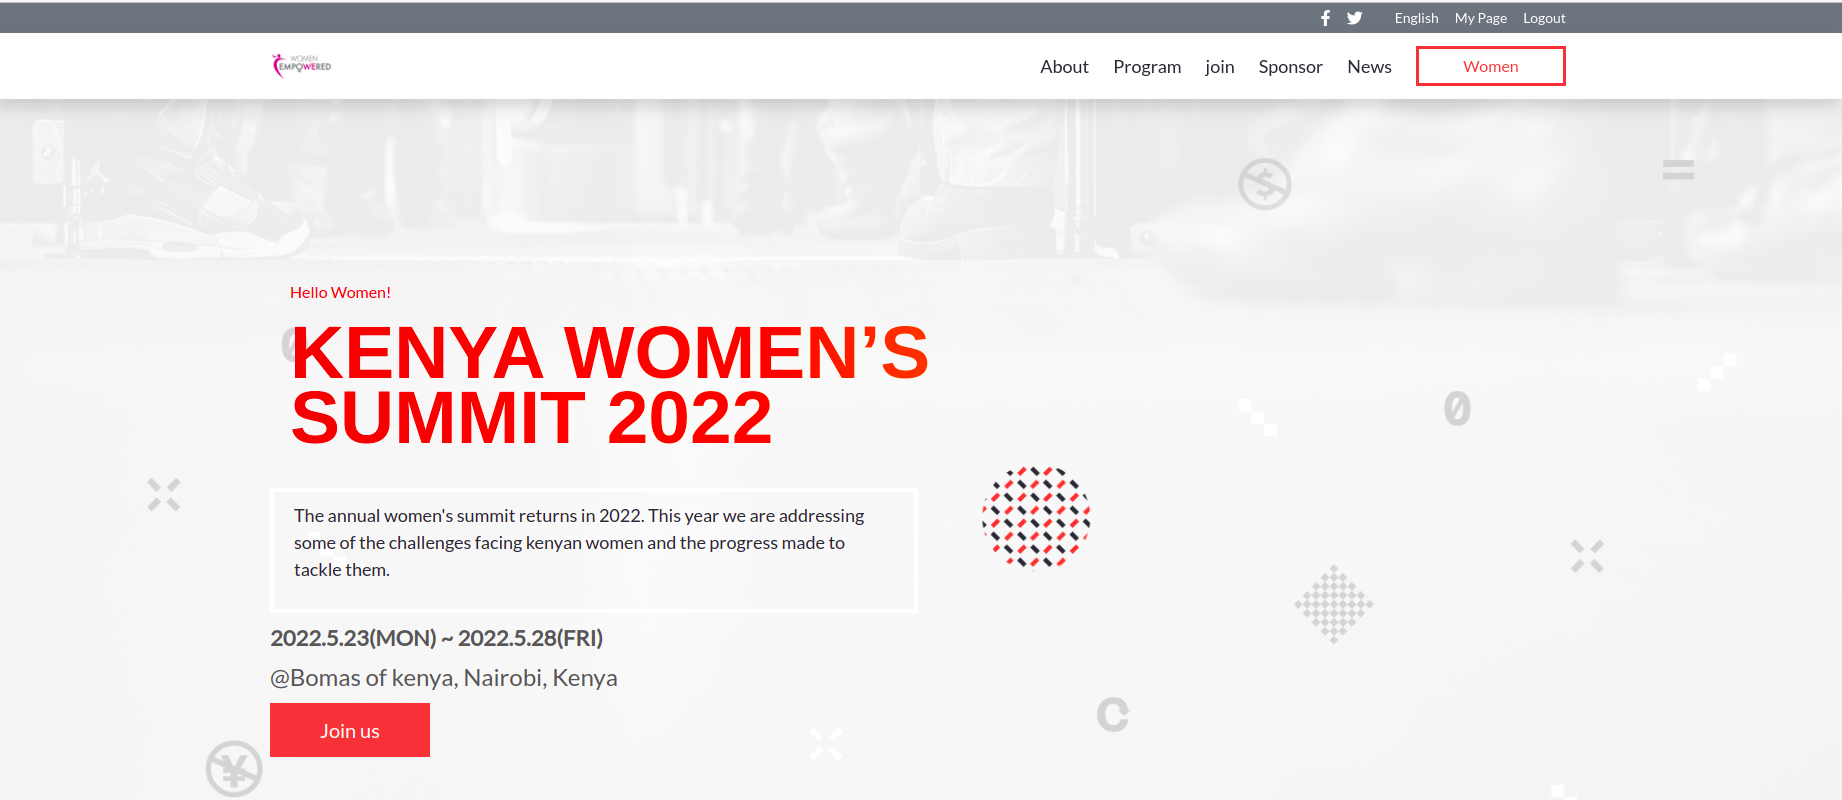 English My Page Logout
WOMEN
EMPOWERED
About Program join Sponsor News Women
Hello Women!
KENYA WOMEN’S
SUMMIT 2022
The annual women's summit returns in 2022. This year we are addressing
some of the challenges facing kenyan women and the progress made to
tackle them.
2022.5.23(MON) ~ 2022.5.28(FRI)
@Bomas of kenya, Nairobi, Kenya
Join us